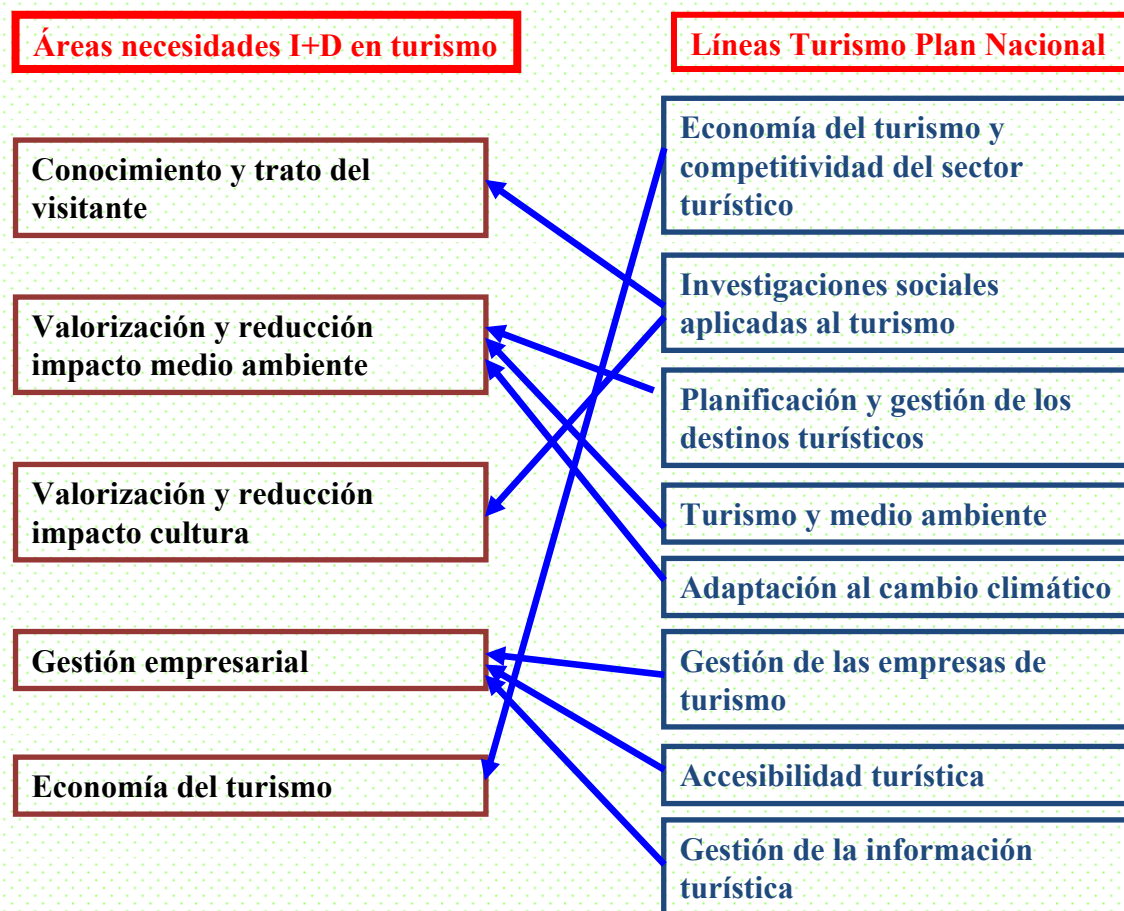 Áreas necesidades I+D en turismo
Conocimiento y trato del
visitante
Valorización y reducción
impacto medio ambiente
Valorización y reducción
impacto cultura
Gestión empresarial
Economía del turismo
Líneas Turismo Plan Nacional
Economía del turismo y
competitividad del sector
turístico
Investigaciones sociales
aplicadas al turismo
Planificación y gestión de los
destinos turísticos
Turismo y medio ambiente
Adaptación al cambio climático
Gestión de las empresas de
turismo
Accesibilidad turística
Gestión de la información
turística